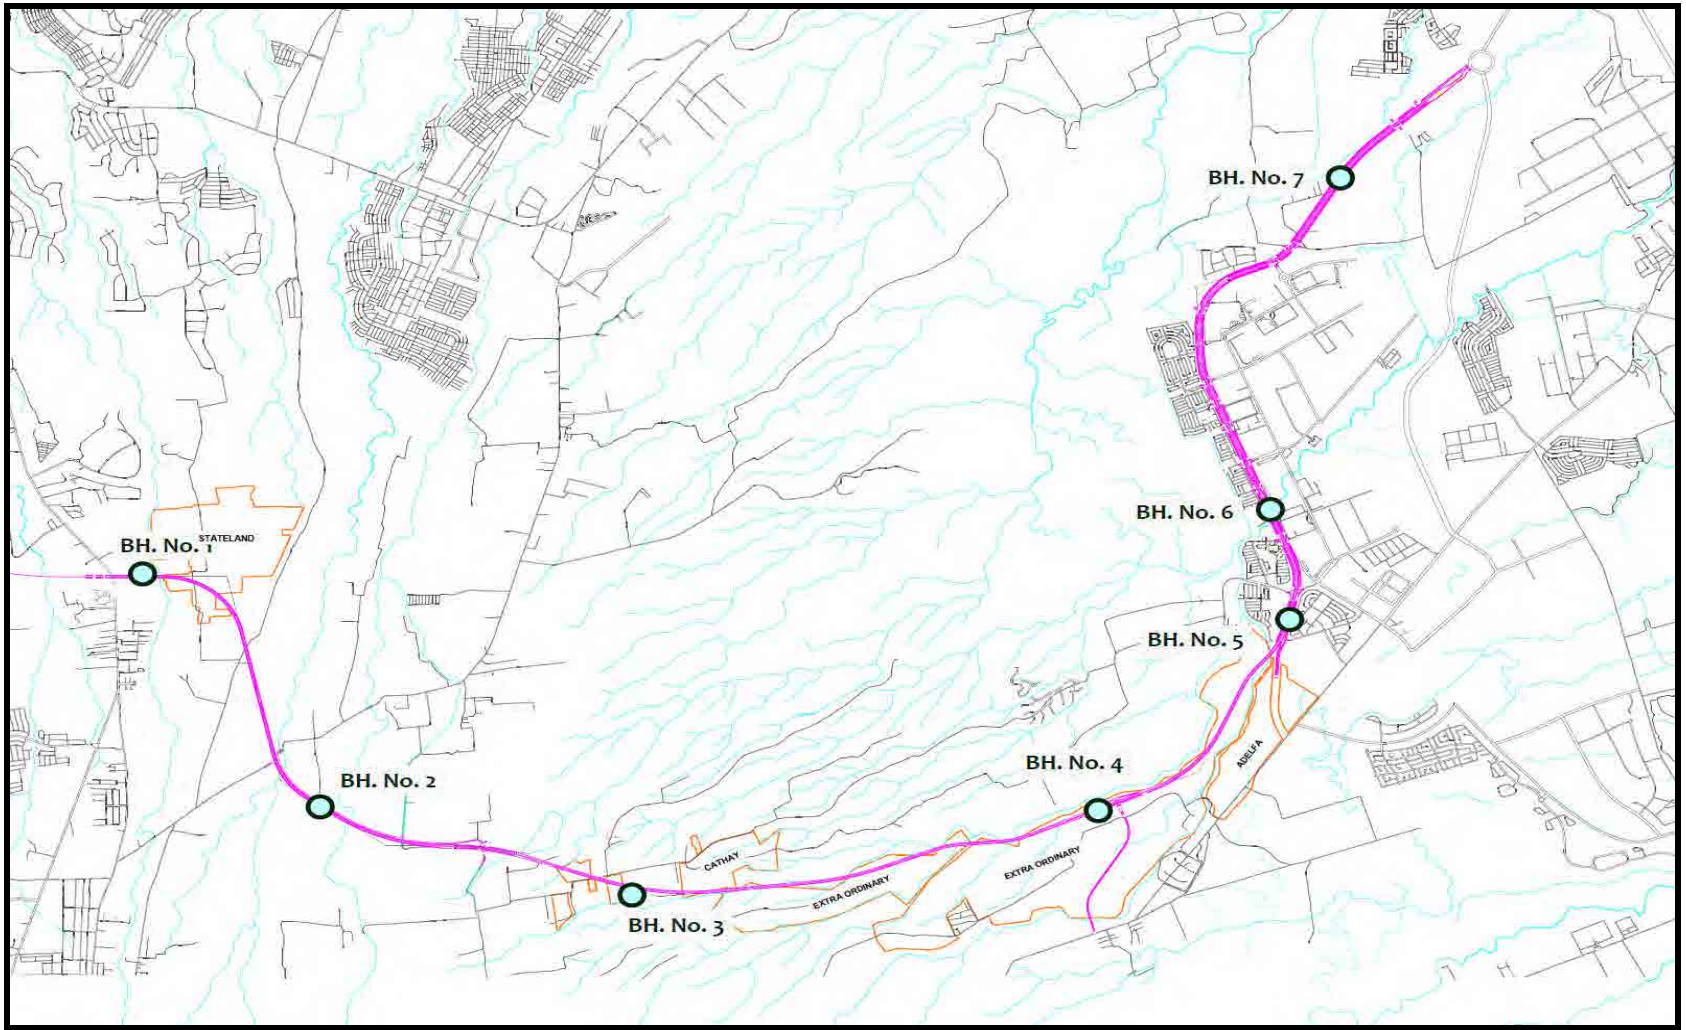 BH. No. 7
BH. No. 6
STATELAND
BH. No. 1
BH. No. 5
ADELFA
BH. No. 4
BH. No. 2
CATHAY
EXTRA ORDINARY
EXTRA ORDINARY
BH. No. 3